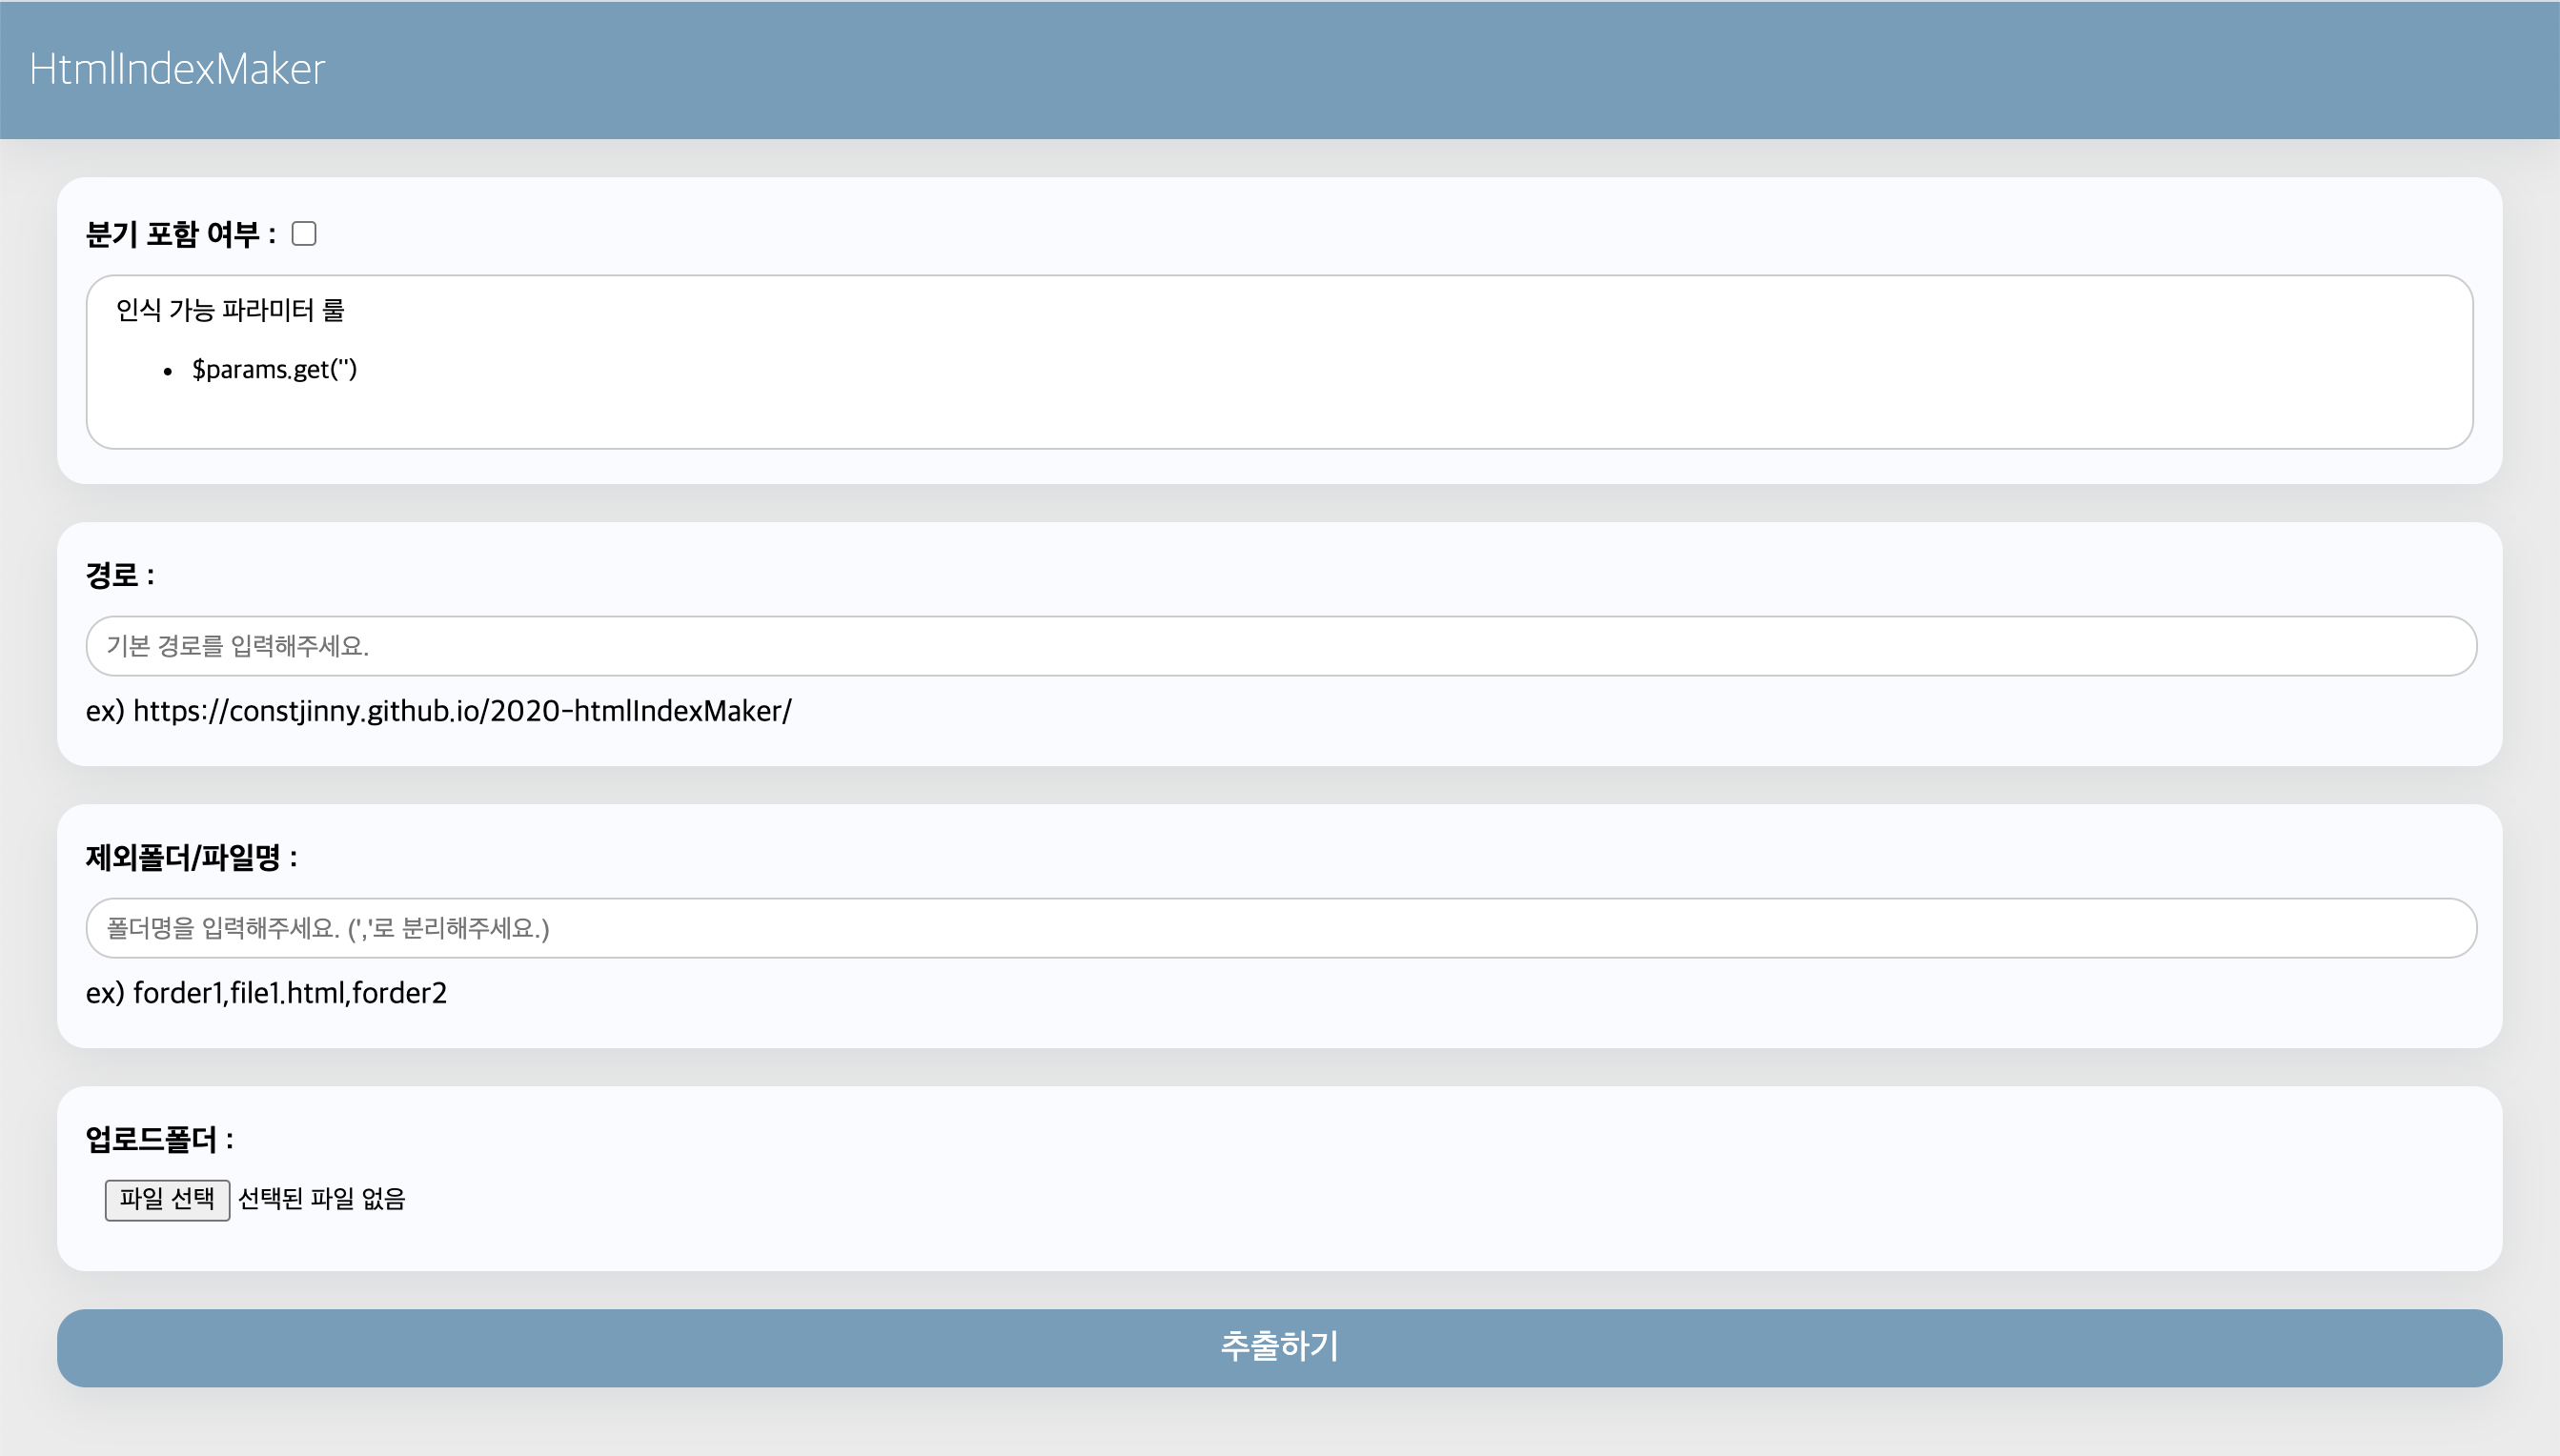 HtmlIndexMaker
분기 포함 여부 :
인식 가능 파라미터 룰
• $params.get('')
경로 :
기본 경로를 입력해주세요.
ex) https://constjinny.github.io/2020-htmlIndexMaker/
제외폴더/파일명 :
폴더명을 입력해주세요. (','로 분리해주세요.)
ex) forder1,file1.html,forder2
업로드폴더 :
파일 선택 선택된 파일 없음
추출하기